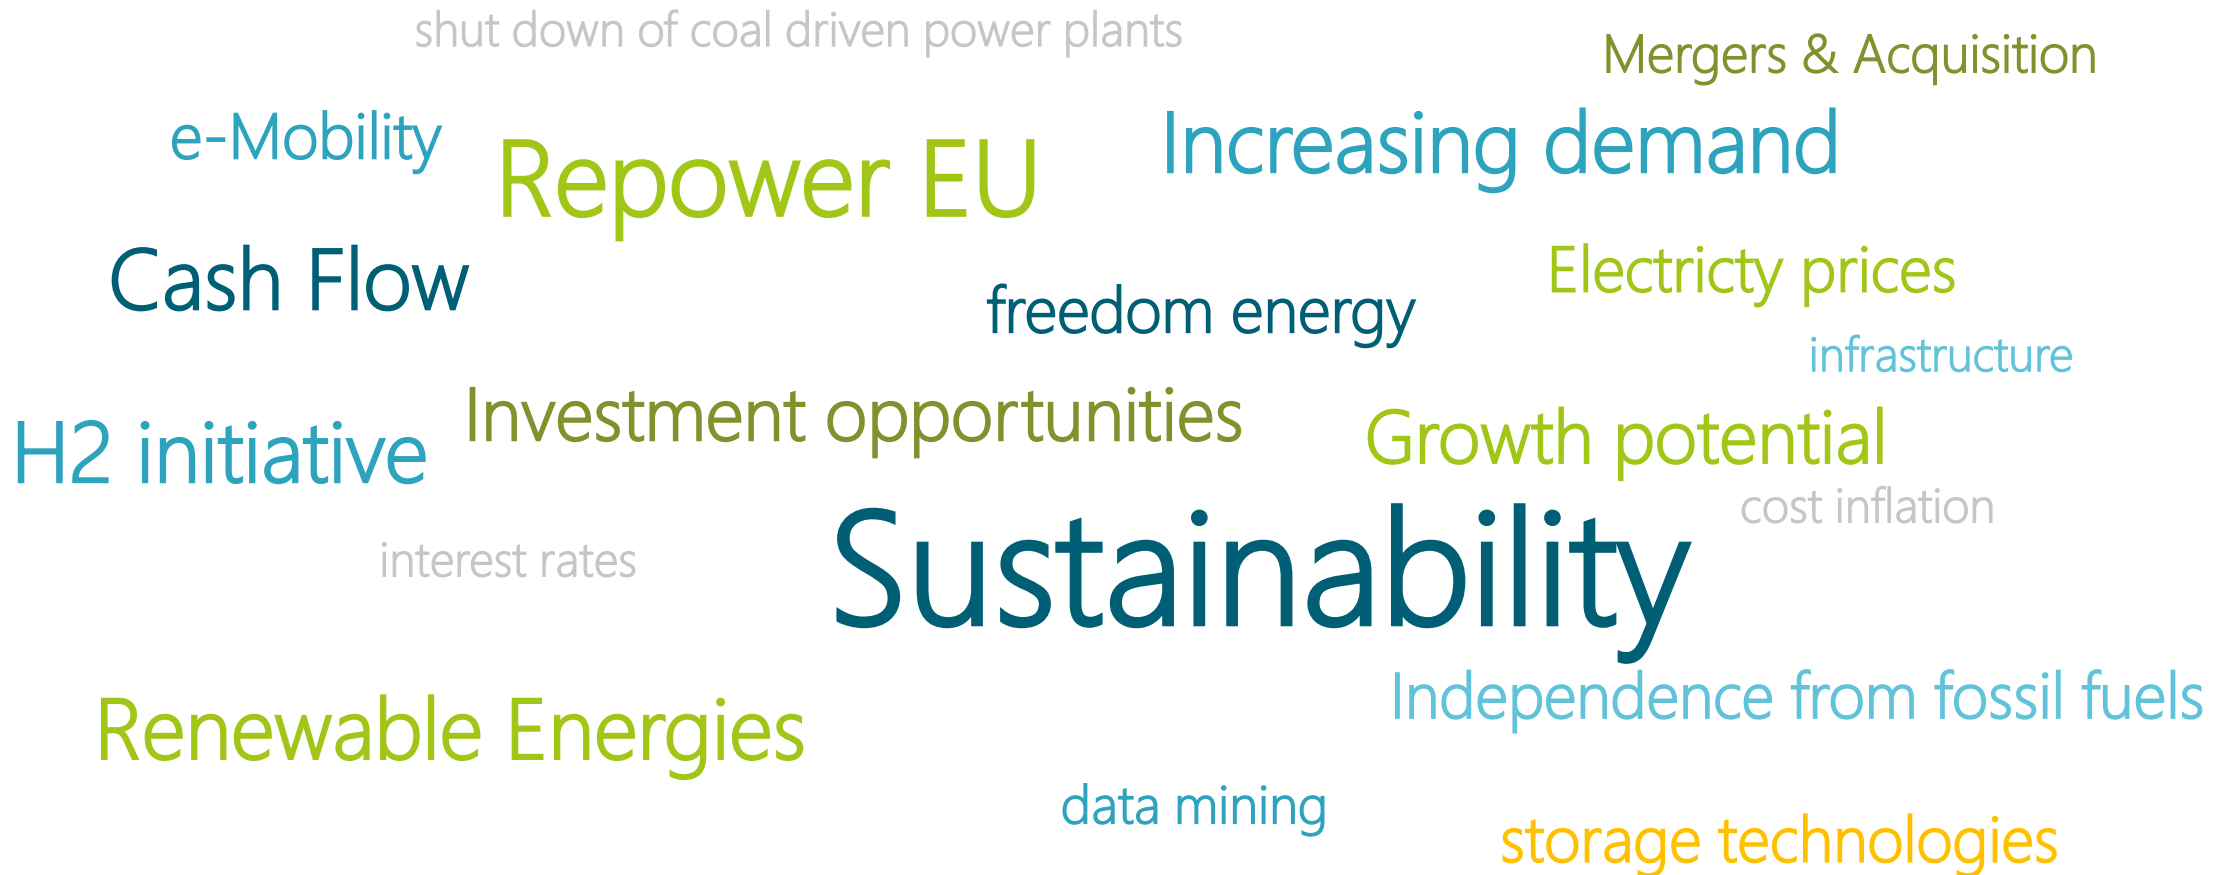 shut down of coal driven power plants
Mergers & Acquisition
e-Mobility
Repower EU
Increasing demand
Cash Flow
freedom energy
Electricty prices
infrastructure
H2 initiative
Investment opportunities
Growth potential
cost inflation
interest rates
Sustainability
Renewable Energies
Independence from fossil fuels
data mining
storage technologies